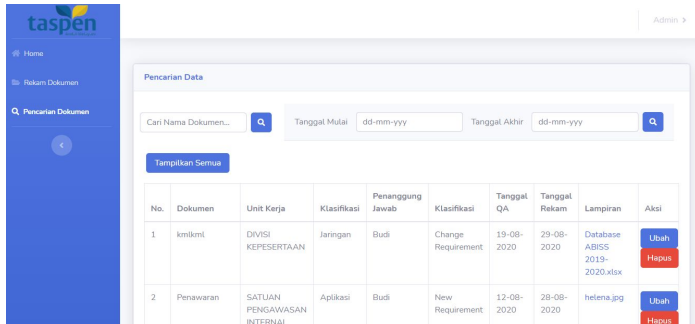 taspen
Admin >
Home
Rekam Dokumen
Pencarian Dokumen
Pencarian Data
Cari Nama Dokumen...
Tanggal Mulai dd-mm-yyy Tanggal Akhir dd-mm-yyy
Tampilkan Semua
No. Dokumen Unit Kerja Klasifikasi Penanggung Jawab Klasifikasi Tanggal QA Tanggal Rekam Lampiran Aksi
1 kmlkml DIVISI KEPESERTAAN Jaringan Budi Change Requirement 19-08-2020 29-08-2020 Database ABISS 2019-2020.xlsx Ubah Hapus
2 Penawaran SATUAN PENGAWASAN INTERNAL Aplikasi Budi New Requirement 12-08-2020 28-08-2020 helena.jpg Ubah Hapus